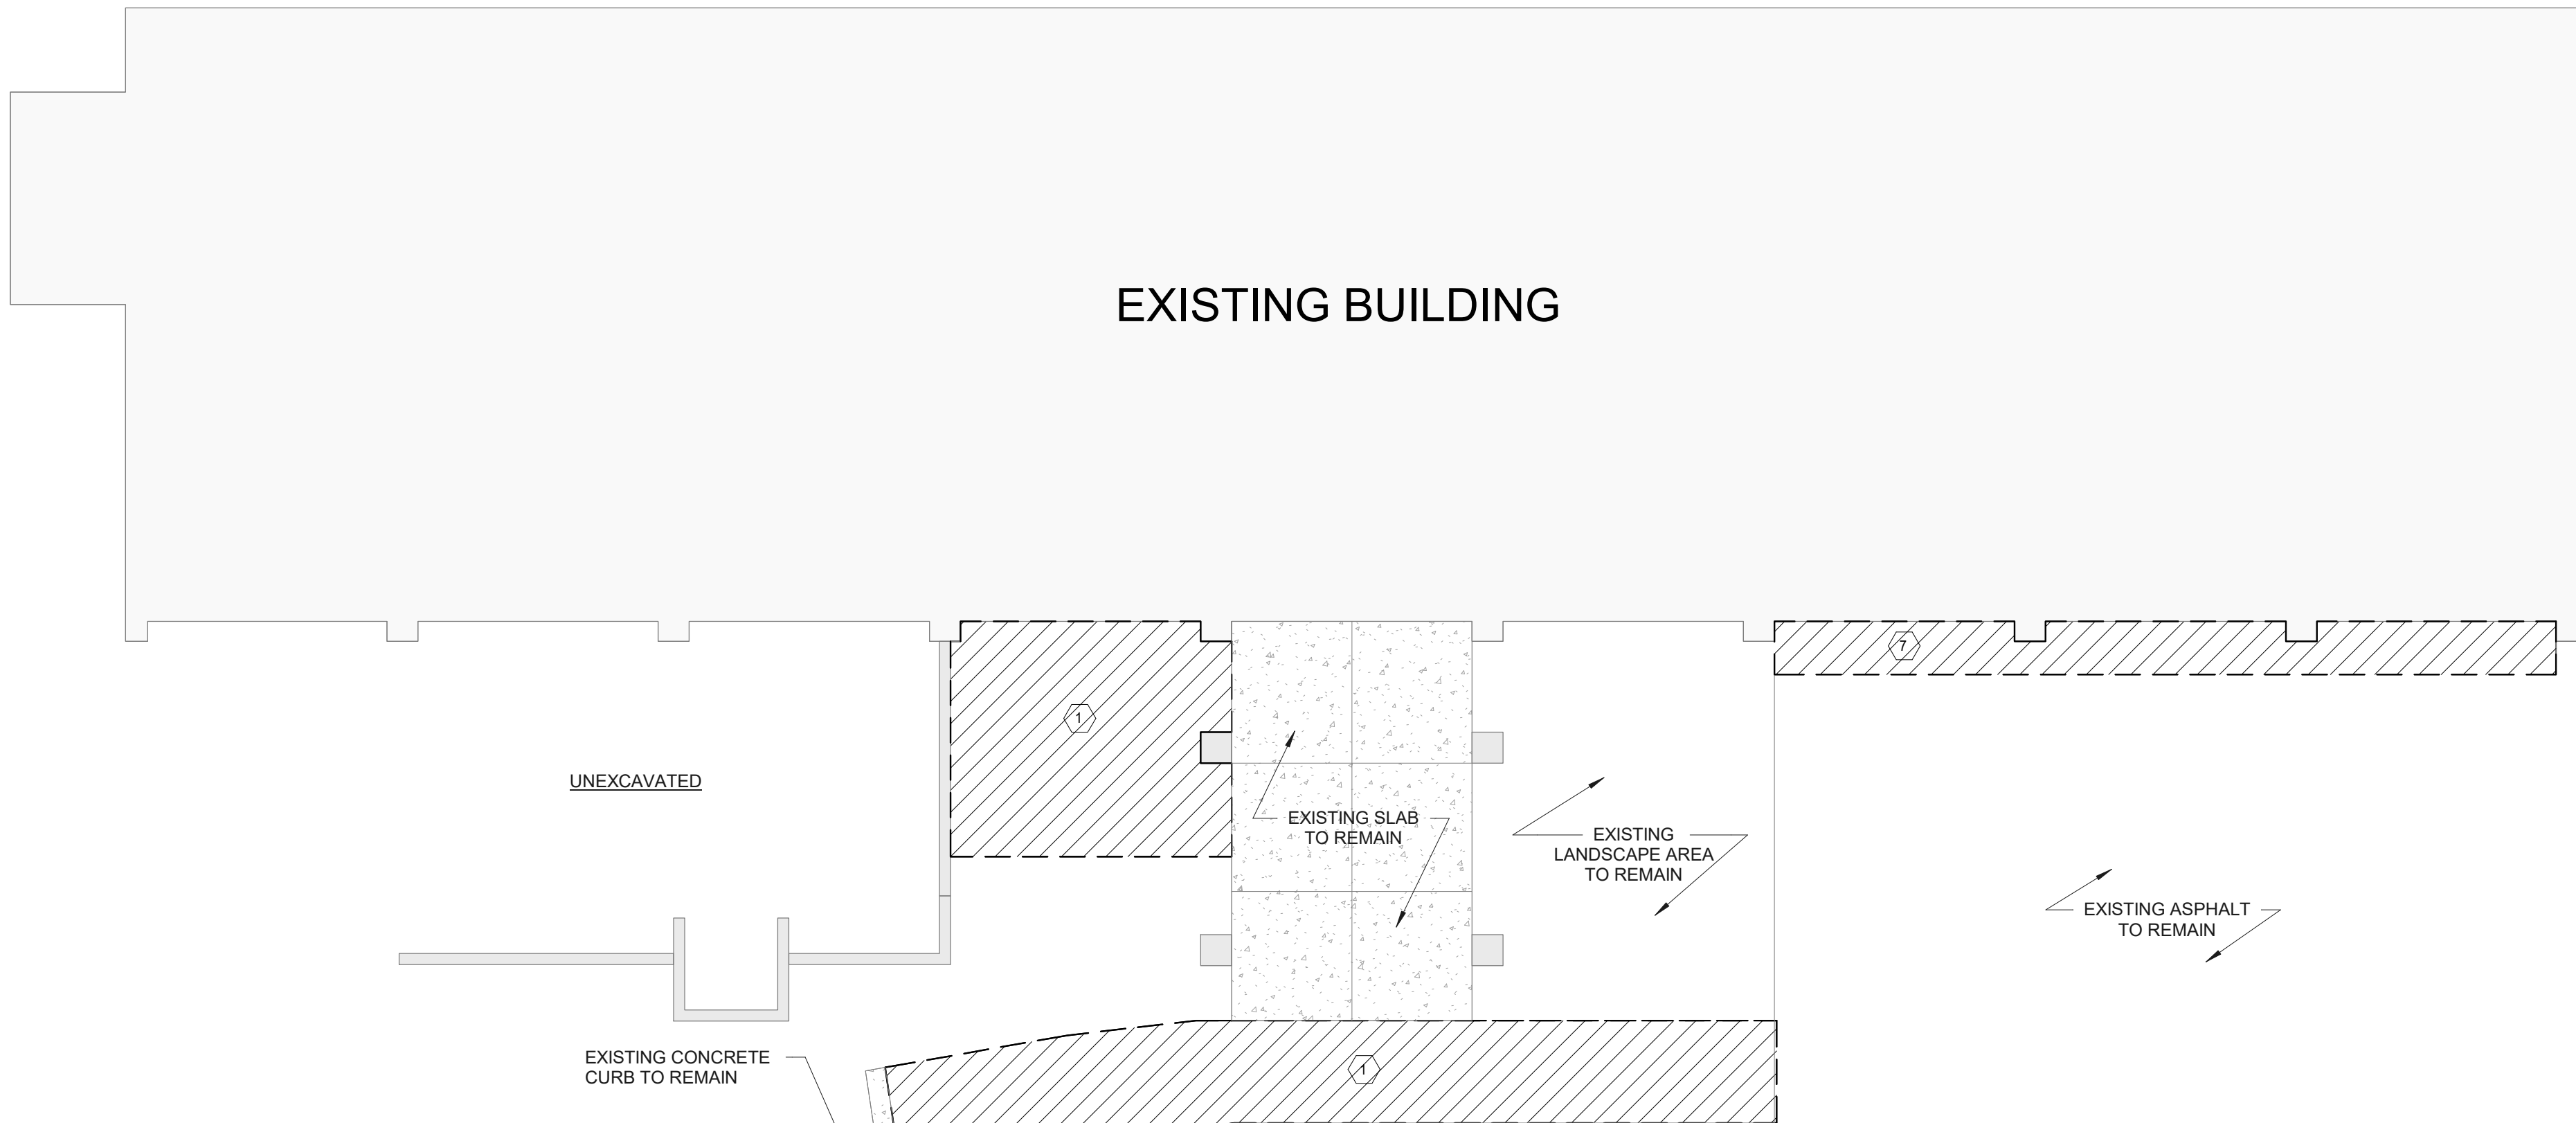 EXISTING BUILDING
7
1
UNEXCAVATED
EXISTING SLAB
TO REMAIN
EXISTING
LANDSCAPE AREA
TO REMAIN
EXISTING ASPHALT
TO REMAIN
EXISTING CONCRETE
CURB TO REMAIN
1